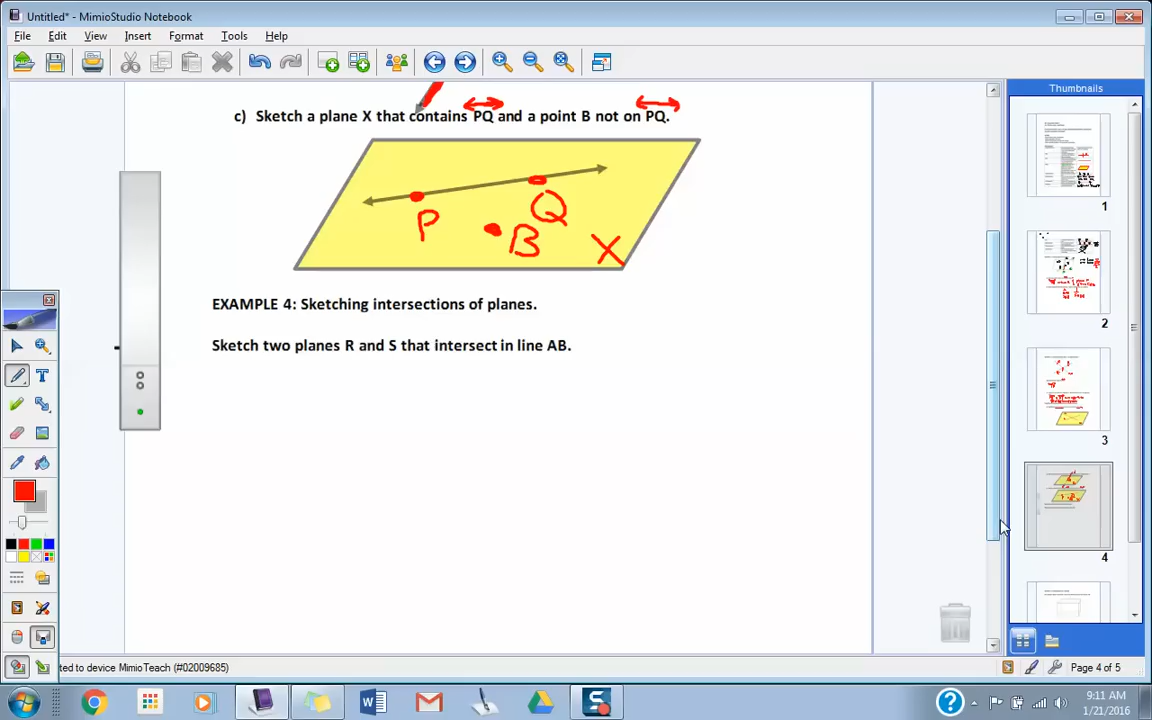 Untitled* - MimioStudio Notebook
File Edit View Insert Format Tools Help
Thumbnails
c) Sketch a plane X that contains PQ and a point B not on PQ.
P
Q
B
X
EXAMPLE 4: Sketching intersections of planes.
Sketch two planes R and S that intersect in line AB.
1
2
3
4
ted to device MimioTeach (#02009685)
Page 4 of 5
9:11 AM
1/21/2016